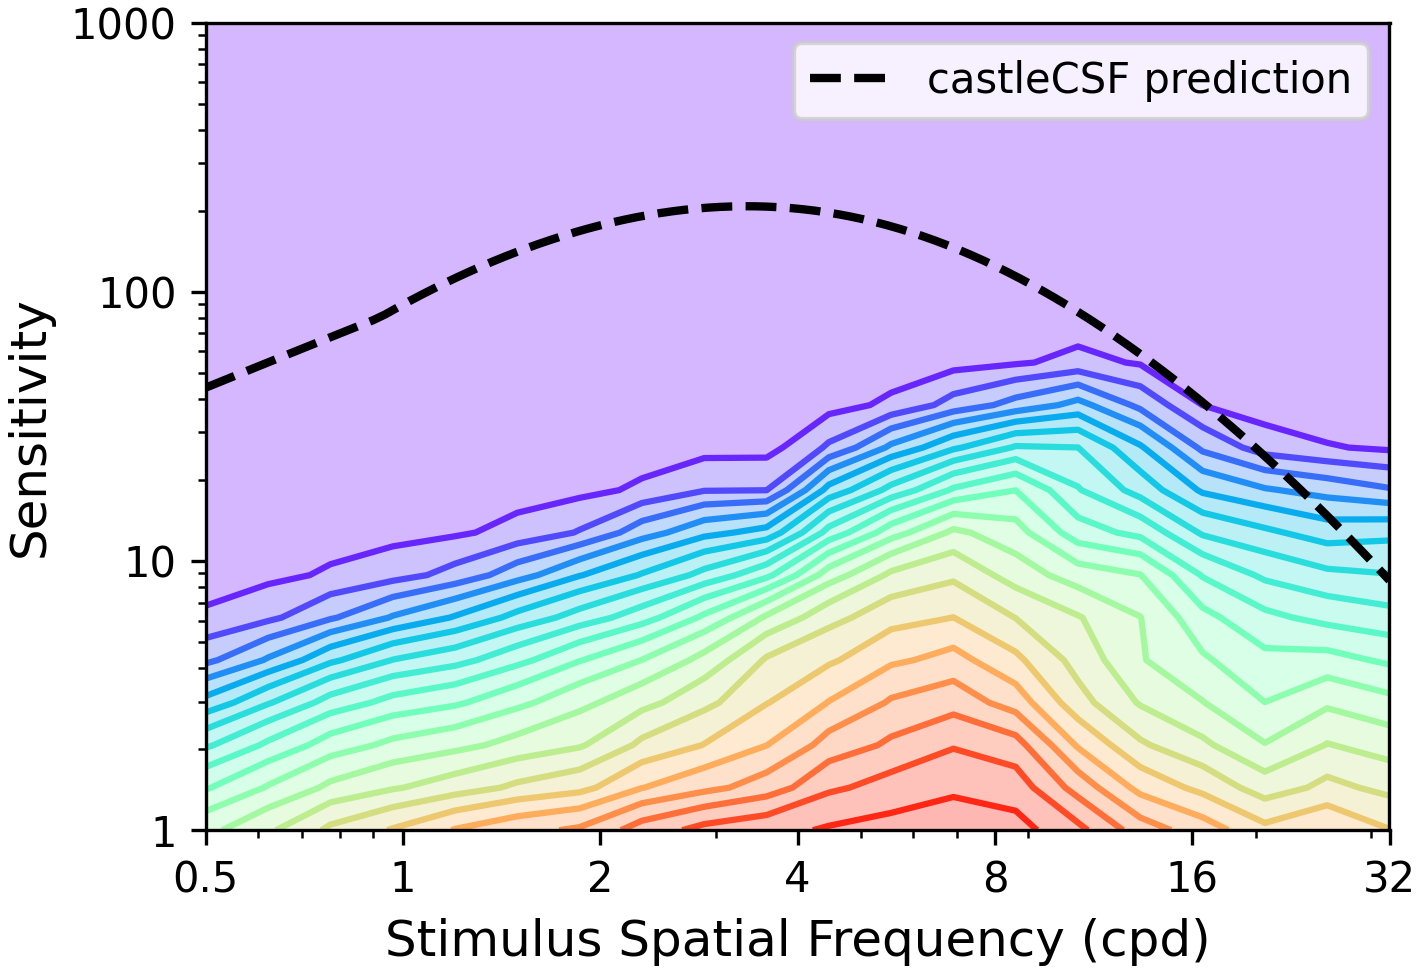 1000
100
10
1
Sensitivity
castleCSF prediction
0.5 1 2 4 8 16 32
Stimulus Spatial Frequency (cpd)